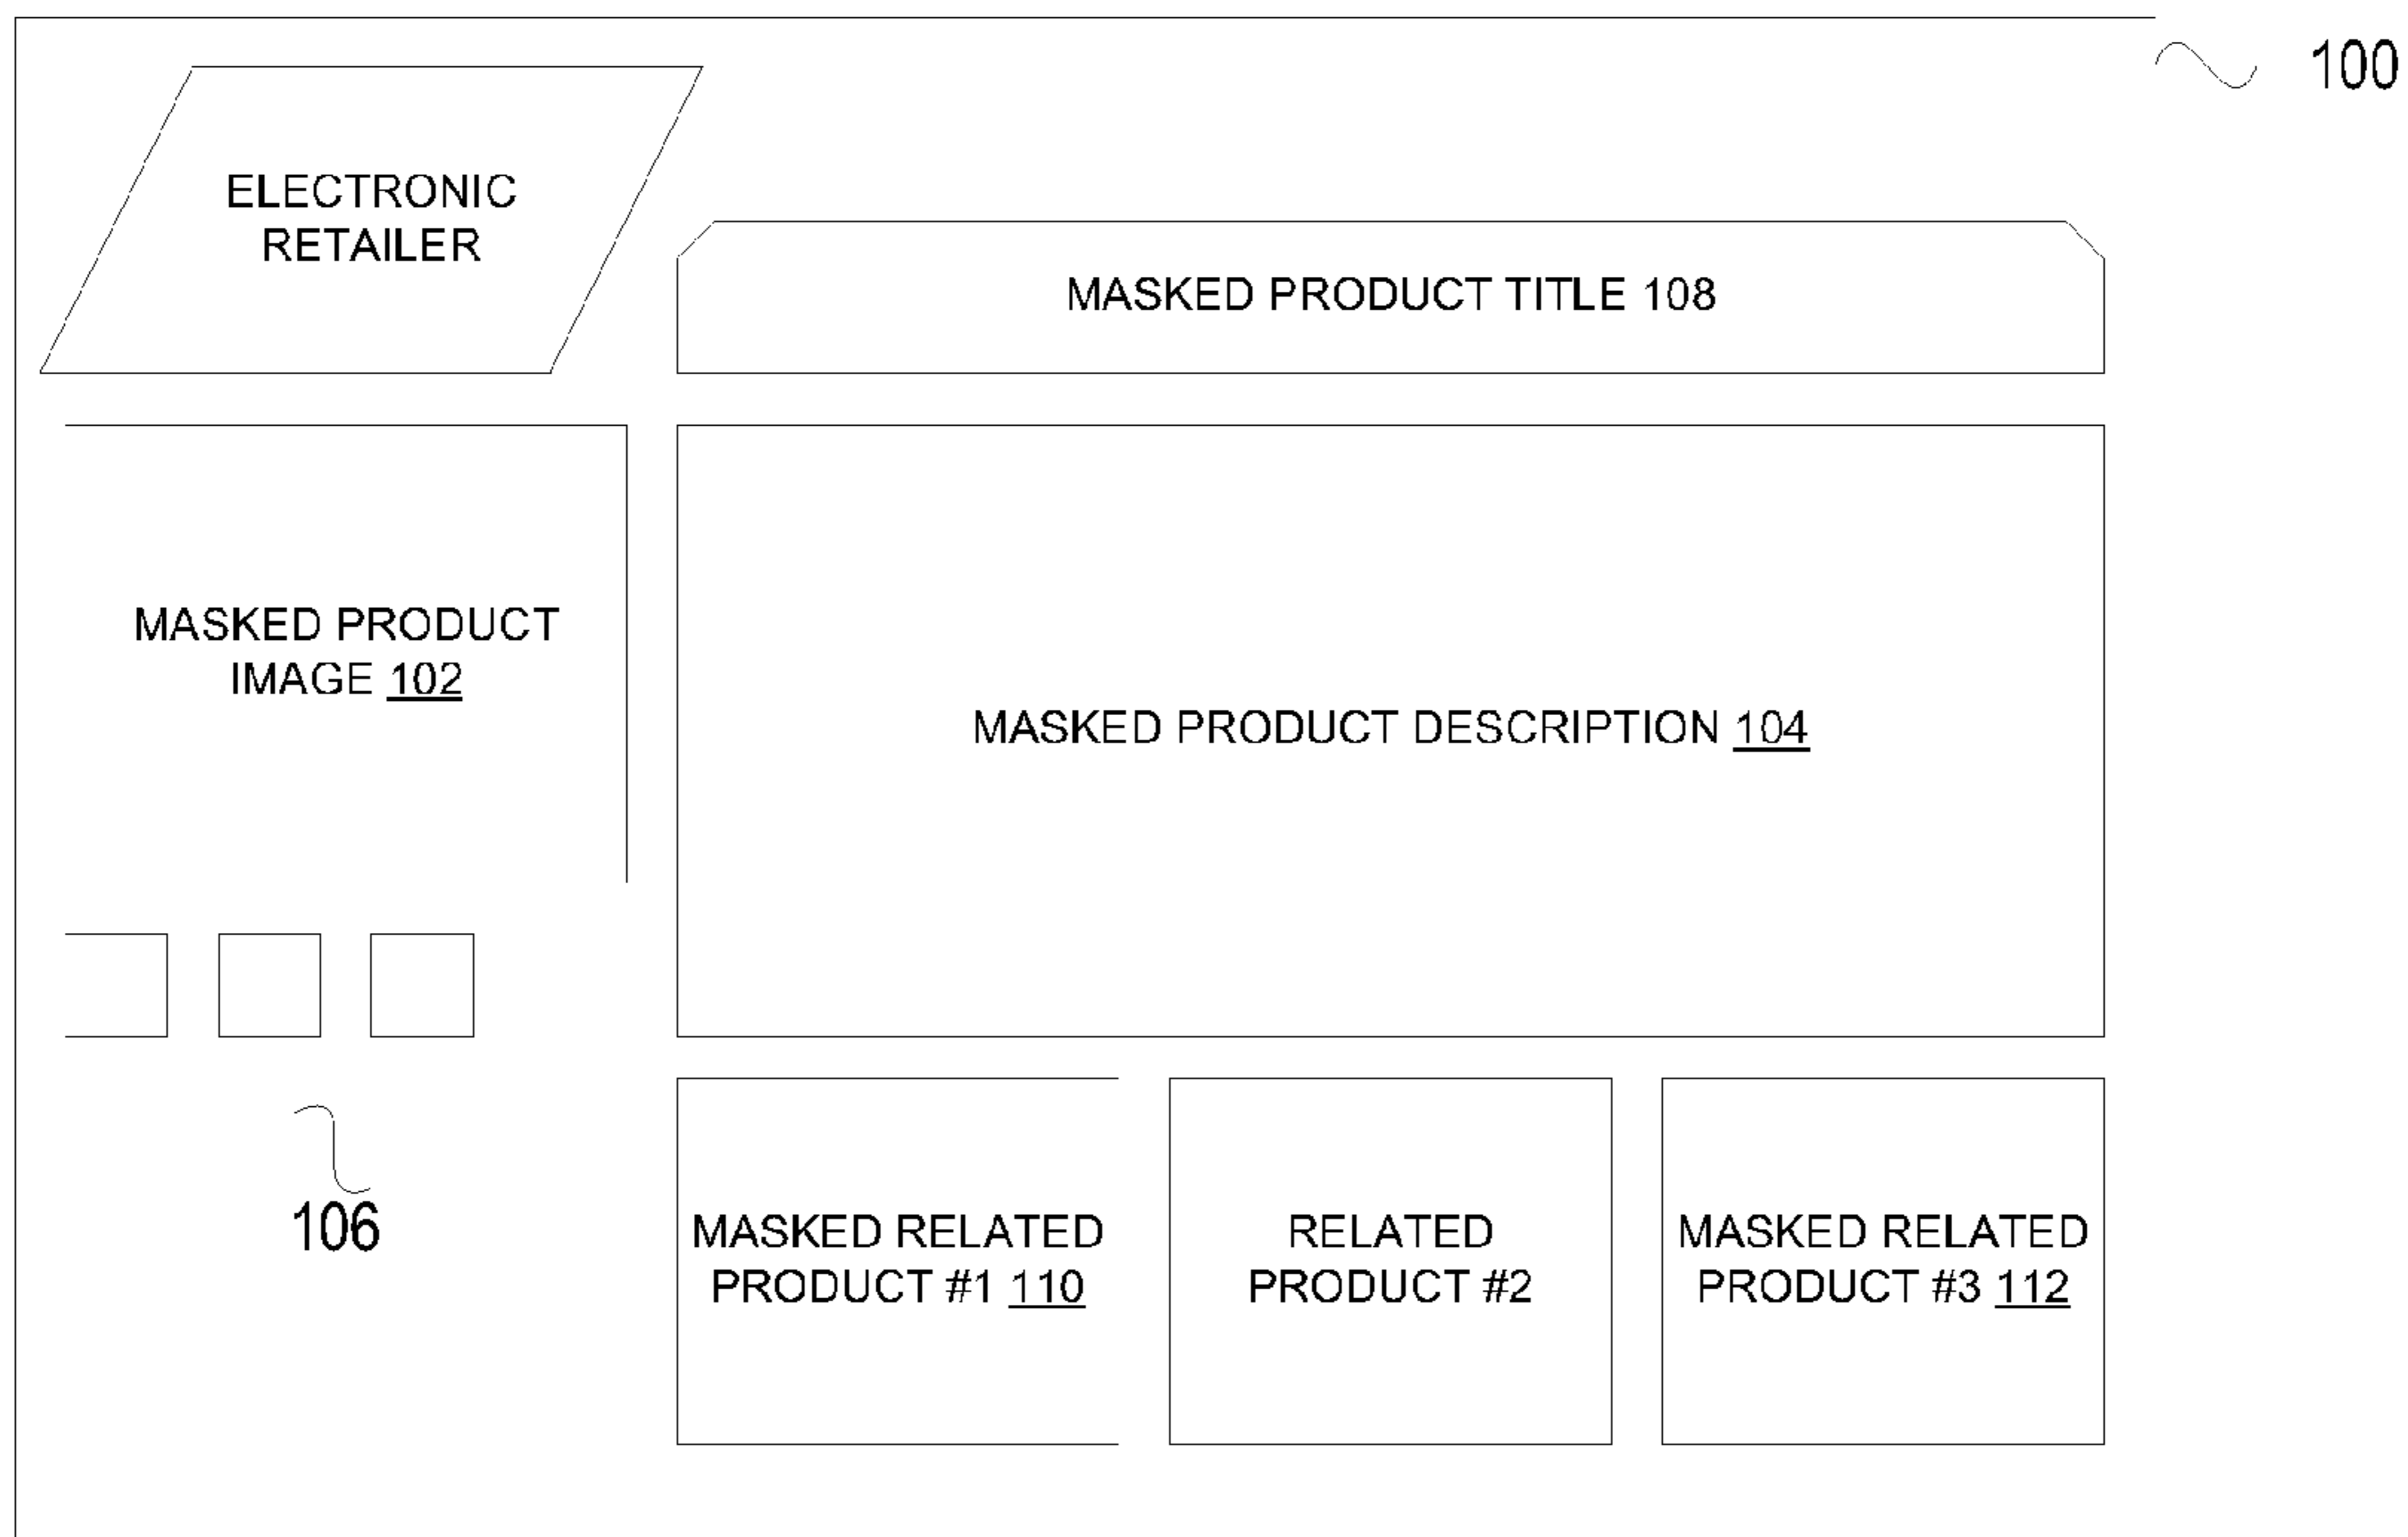 100
ELECTRONIC
RETAILER
MASKED PRODUCT TITLE 108
MASKED PRODUCT
IMAGE 102
MASKED PRODUCT DESCRIPTION 104
106
MASKED RELATED
PRODUCT #1 110
RELATED
PRODUCT #2
MASKED RELATED
PRODUCT #3 112